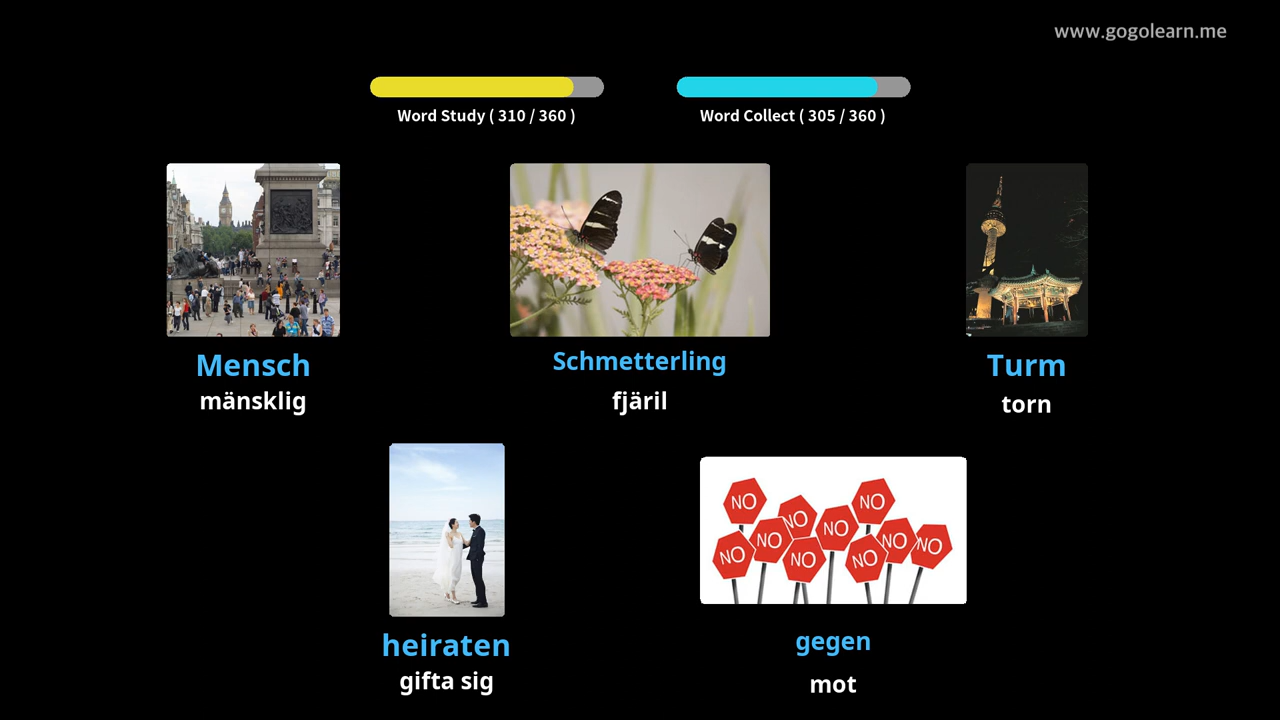 www.gogolearn.me
Word Study ( 310 / 360 )
Word Collect ( 305 / 360 )
Mensch
mänsklig
Schmetterling
fjäril
Turm
torn
NO
NO
NO
NO
NO
NO
NO
NO
NO
NO
heiraten
gifta sig
gegen
mot